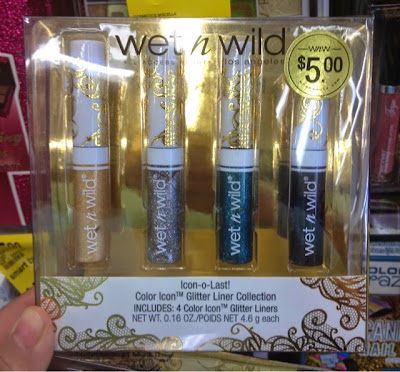 wet n wild
los angeles
wnw
$5.00
wet n wild®
wet n wild®
wet n wild®
wet n wild®
Icon-o-Last!
Color Icon™ Glitter Liner Collection
INCLUDES: 4 Color Icon™ Glitter Liners
NET WT. 0.16 OZ./POIDS NET 4.6 g each